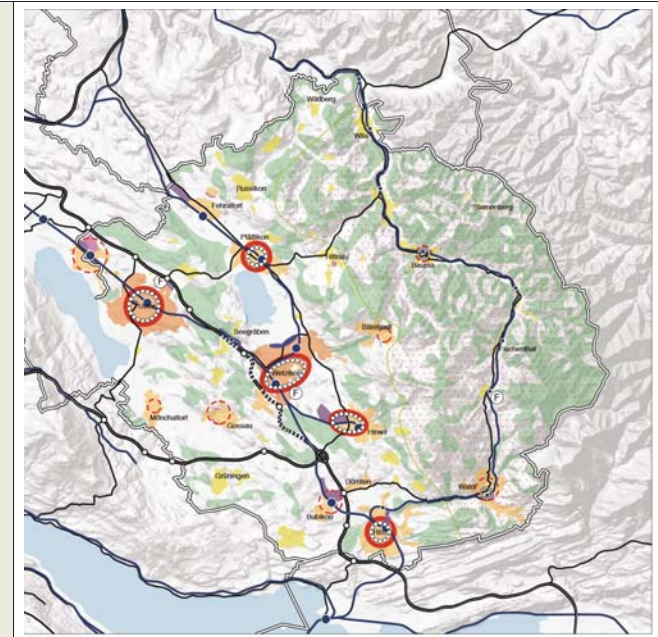 Wildberg
Wila
Russikon
Fehraltorf
Sternenberg
Pfäffikon
Hittnau
Bauma
F
Seegräben
Bäretswil
Fischenthal
Wetzikon
F
F
Mönchaltorf
Gossau
Hinwil
Grüningen
Dürnten
Wald
Bubikon